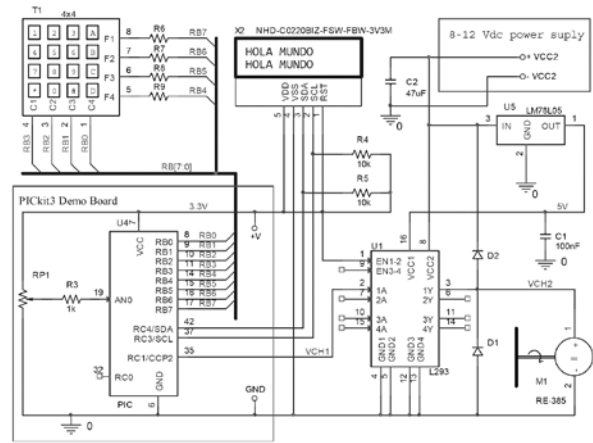 T1
4x4
F1
F2
F3
F4
C1
C2
C3
C4
8
7
6
5
R6
R7
R8
R9
RB7
RB6
RB5
RB4
4
3
2
1
RB3
RB2
RB1
RB0
RB[7:0]
X2 NHD-C0220BIZ-FSW-FBW-3V3M
HOLA MUNDO
HOLA MUNDO
VDD
VSS
SDA
SCL
RST
5
4
3
2
1
8-12 Vdc power suply
+ VCC2
- VCC2
C2
47uF
0
U5
LM78L05
3
IN
OUT
1
GND
2
0
R4
10k
R5
10k
5V
C1
100nF
0
PICkit3 Demo Board
3.3V
+V
U4
7
VCC
RP1
R3
1k
19
AN0
RB0
RB1
RB2
RB3
RB4
RB5
RB6
RB7
8 RB0
9 RB1
10 RB2
11 RB3
14 RB4
15 RB5
16 RB6
17 RB7
RC4/SDA
42
RC3/SCL
37
RC1/CCP2
35
32
RC0
GND
PIC
6
0
GND
VCH1
U1
16
8
VCC1
VCC2
1
EN1-2
9
EN3-4
2
1A
7
2A
10
3A
15
4A
1Y
3
2Y
6
3Y
11
4Y
14
GND1
GND2
GND3
GND4
4
5
12
13
L293
D2
D1
VCH2
1
2
M1
RE-385